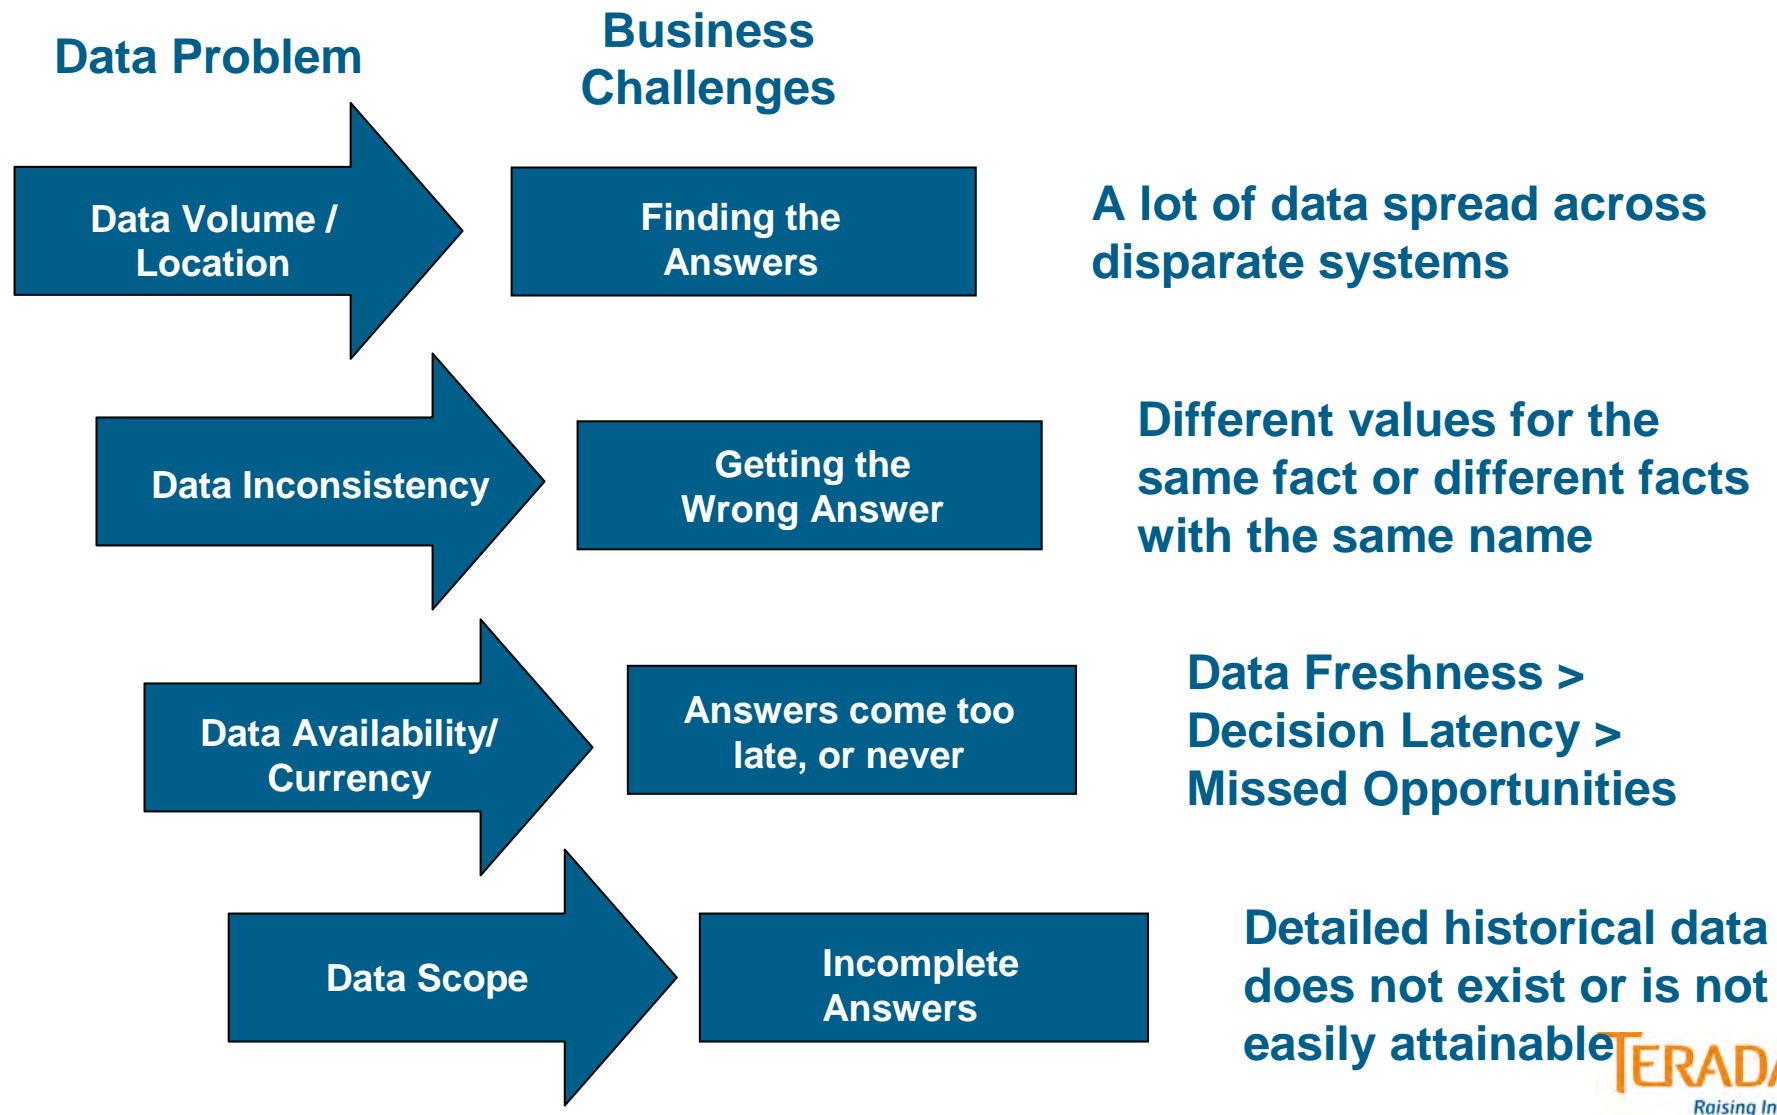 Data Problem
Business
Challenges
Data Volume /
Location
Finding the
Answers
A lot of data spread across
disparate systems
Data Inconsistency
Getting the
Wrong Answer
Different values for the
same fact or different facts
with the same name
Data Availability/
Currency
Answers come too
late, or never
Data Freshness >
Decision Latency >
Missed Opportunities
Data Scope
Incomplete
Answers
Detailed historical data
does not exist or is not
easily attainable
TERADA
Raising In